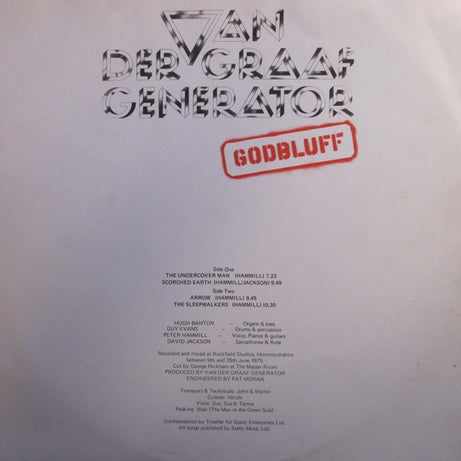 VAN
DER GRAAF
GENERATOR
GODBLUFF
Side One
THE UNDERCOVER MAN (HAMMILL) 7.23
SCORCHED EARTH (HAMMILL/JACKSON) 9.49
Side Two
ARROW (HAMMILL) 9.45
THE SLEEPWALKERS (HAMMILL) 10.30
HUGH BANTON – Organs & bass
GUY EVANS – Drums & percussion
PETER HAMMILL – Voice, Pianos & guitars
DAVID JACKSON – Saxophones & flute
Recorded and mixed at Rockfield Studios, Monmouthshire
between 9th and 29th June 1975.
Cut by George Peckham at The Master Room
PRODUCED BY VAN DER GRAAF GENERATOR
ENGINEERED BY PAT MORAN
Transport & Technicals: John & Martin
Cuisine: Nicole
Visits: Sue, Sue & Tamra
Peaking: Blair (The Man in the Green Suit)
by for Static Enterprises Ltd.
All songs published by Static Music Ltd.